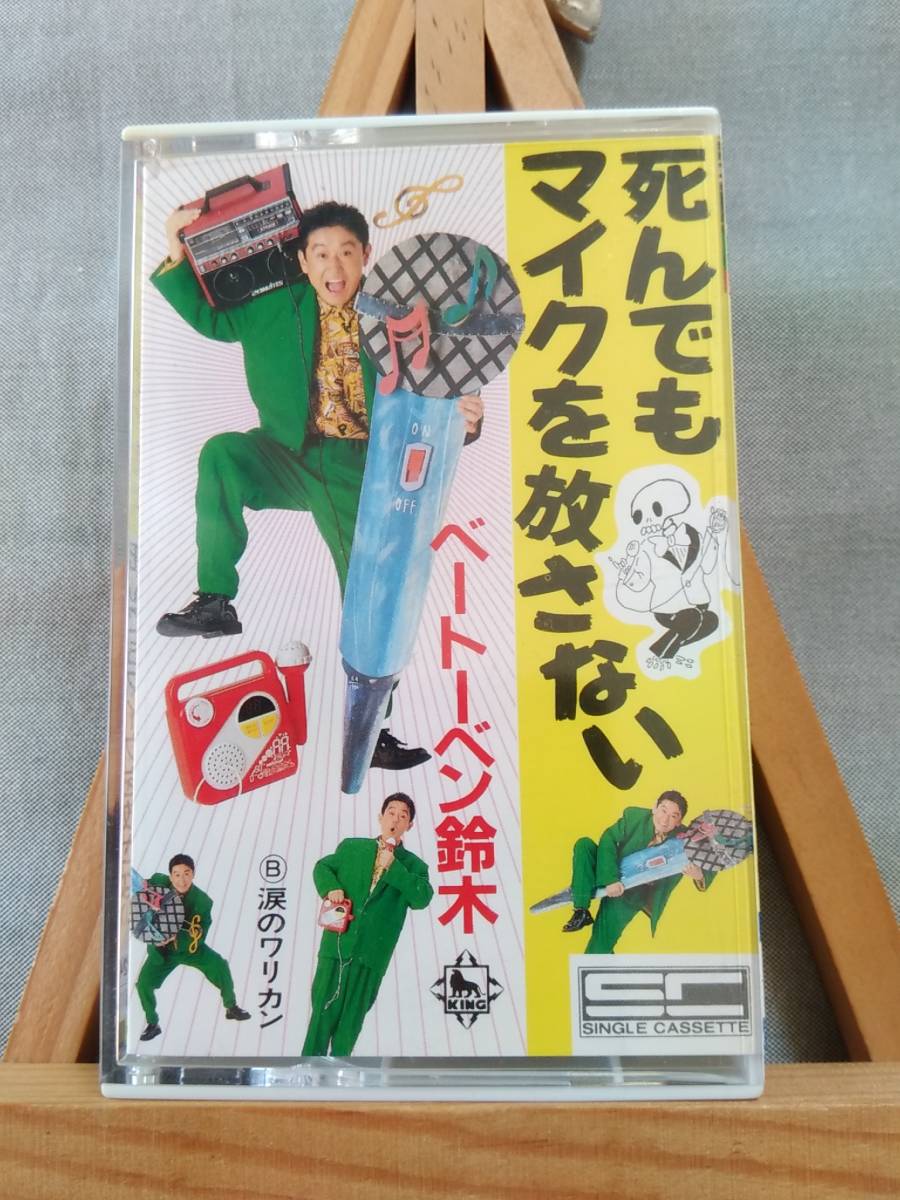 死んでも
マイクを放さない
ベートーベン鈴木
Ⓑ涙のワリカン
ON
OFF
KING
SC
SINGLE CASSETTE